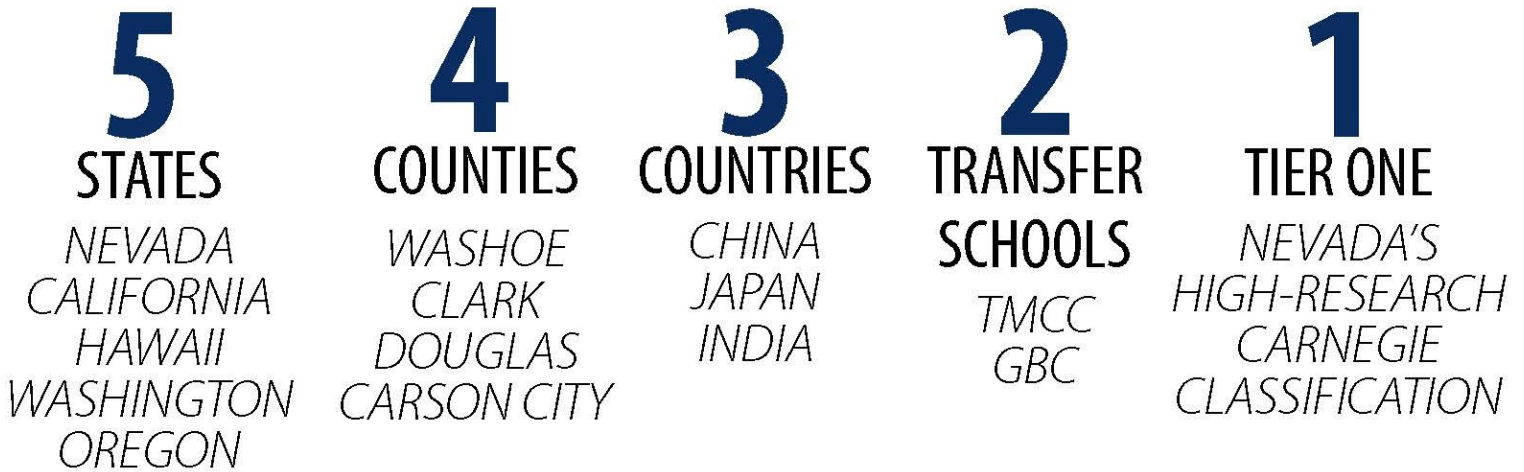 5
STATES
NEVADA
CALIFORNIA
HAWAII
WASHINGTON
OREGON
4
COUNTIES
WASHOE
CLARK
DOUGLAS
CARSON CITY
3
COUNTRIES
CHINA
JAPAN
INDIA
2
TRANSFER
SCHOOLS
TMCC
GBC
1
TIER ONE
NEVADA'S
HIGH-RESEARCH
CARNEGIE
CLASSIFICATION